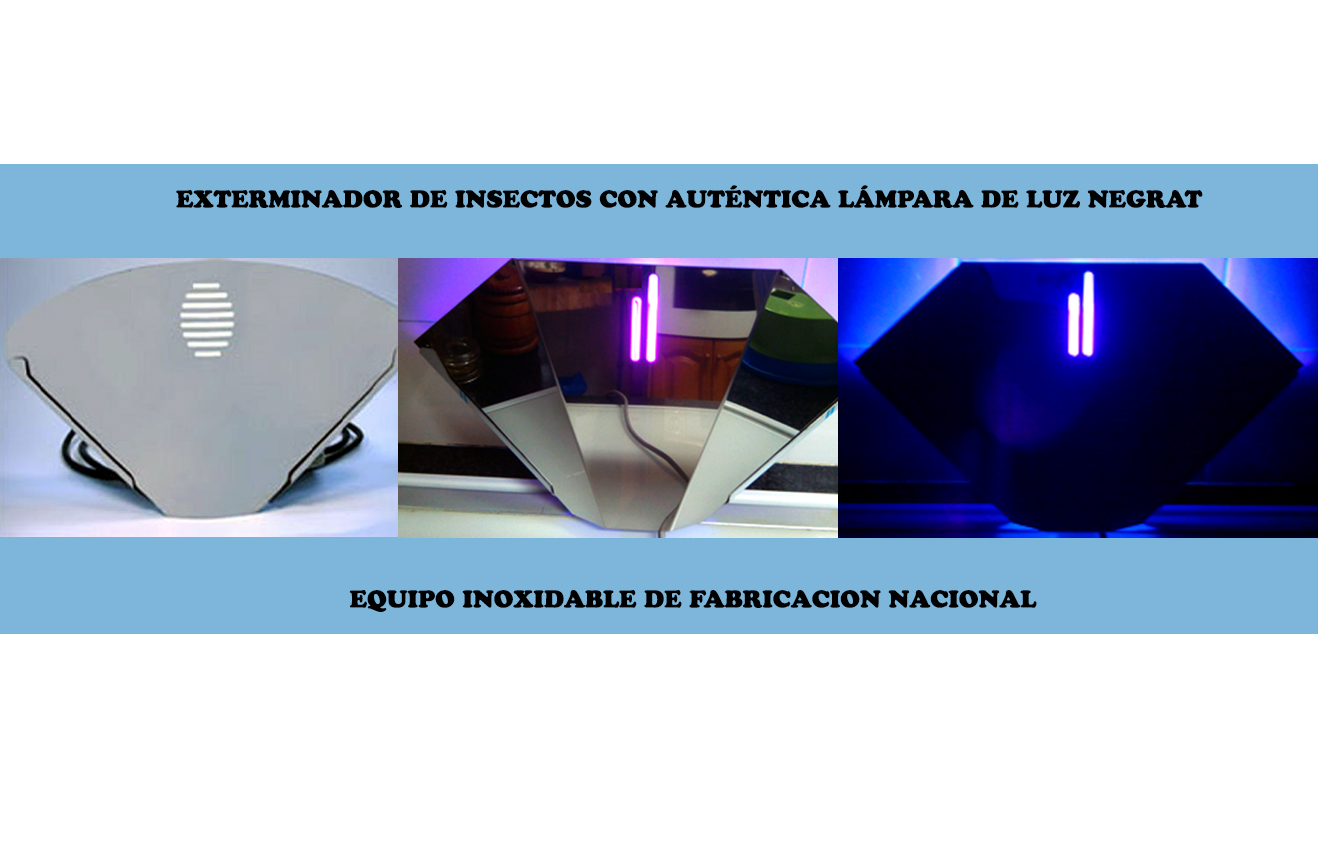 EXTERMINADOR DE INSECTOS CON AUTÉNTICA LÁMPARA DE LUZ NEGRAT
EQUIPO INOXIDABLE DE FABRICACION NACIONAL